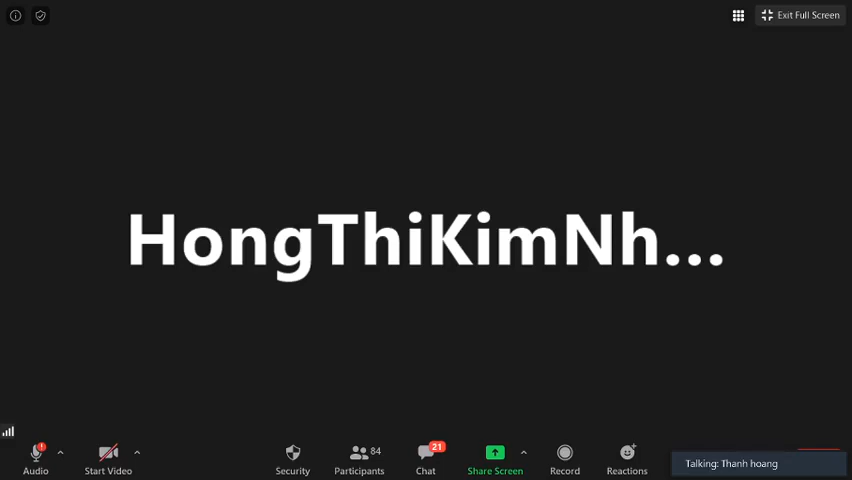 Exit Full Screen
HongThiKimNh...
84
21
Audio
Start Video
Security
Participants
Chat
Share Screen
Record
Reactions
Talking: Thanh hoang